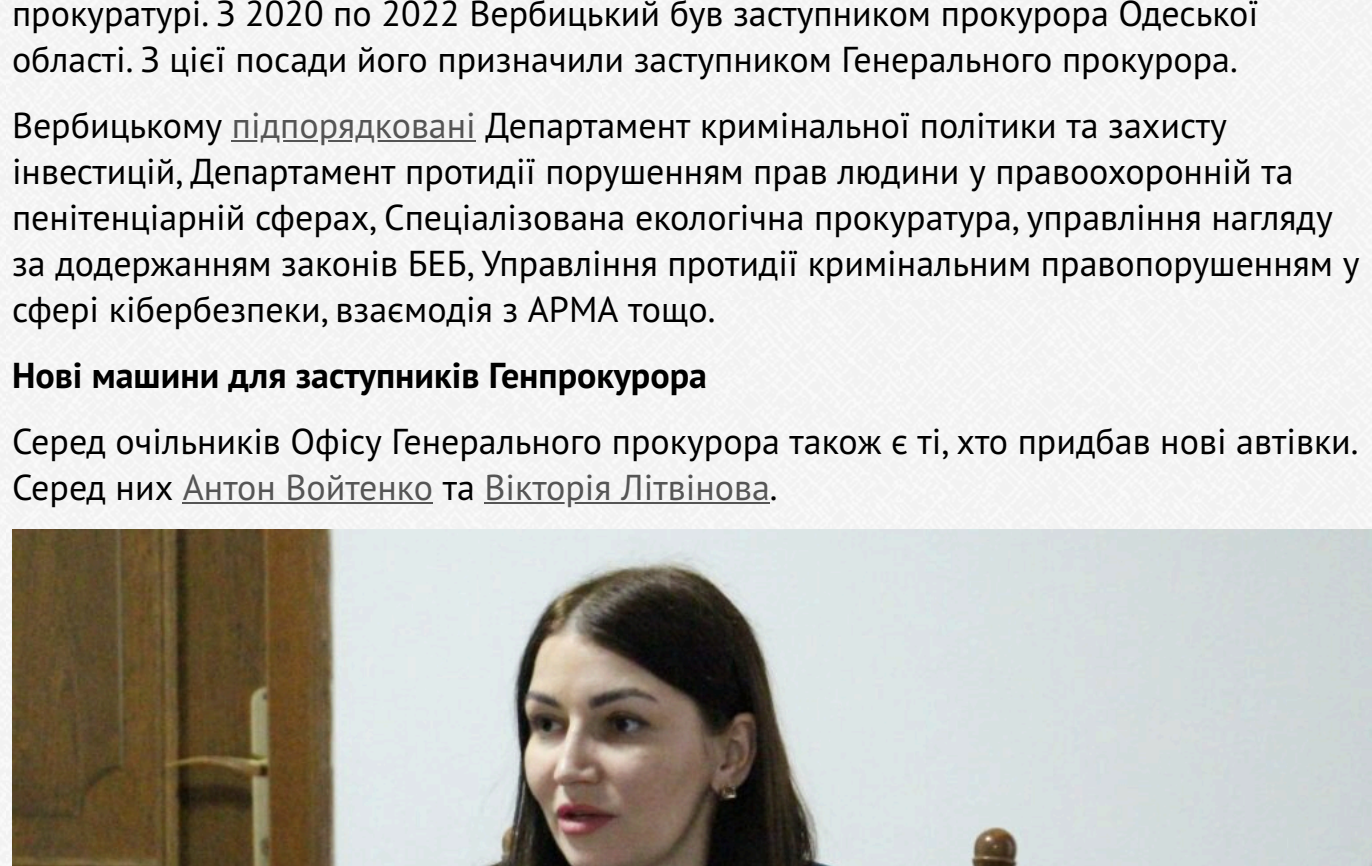 прокуратурі. З 2020 по 2022 Вербицький був заступником прокурора Одеської
області. З цієї посади його призначили заступником Генерального прокурора.
Вербицькому підпорядковані Департамент кримінальної політики та захисту
інвестицій, Департамент протидії порушенням прав людини у правоохоронній та
пенітенціарній сферах, Спеціалізована екологічна прокуратура, управління нагляду
за додержанням законів БЕБ, Управління протидії кримінальним правопорушенням у
сфері кібербезпеки, взаємодія з АРМА тощо.
Нові машини для заступників Генпрокурора
Серед очільників Офісу Генерального прокурора також є ті, хто придбав нові автівки.
Серед них Антон Войтенко та Вікторія Літвінова.